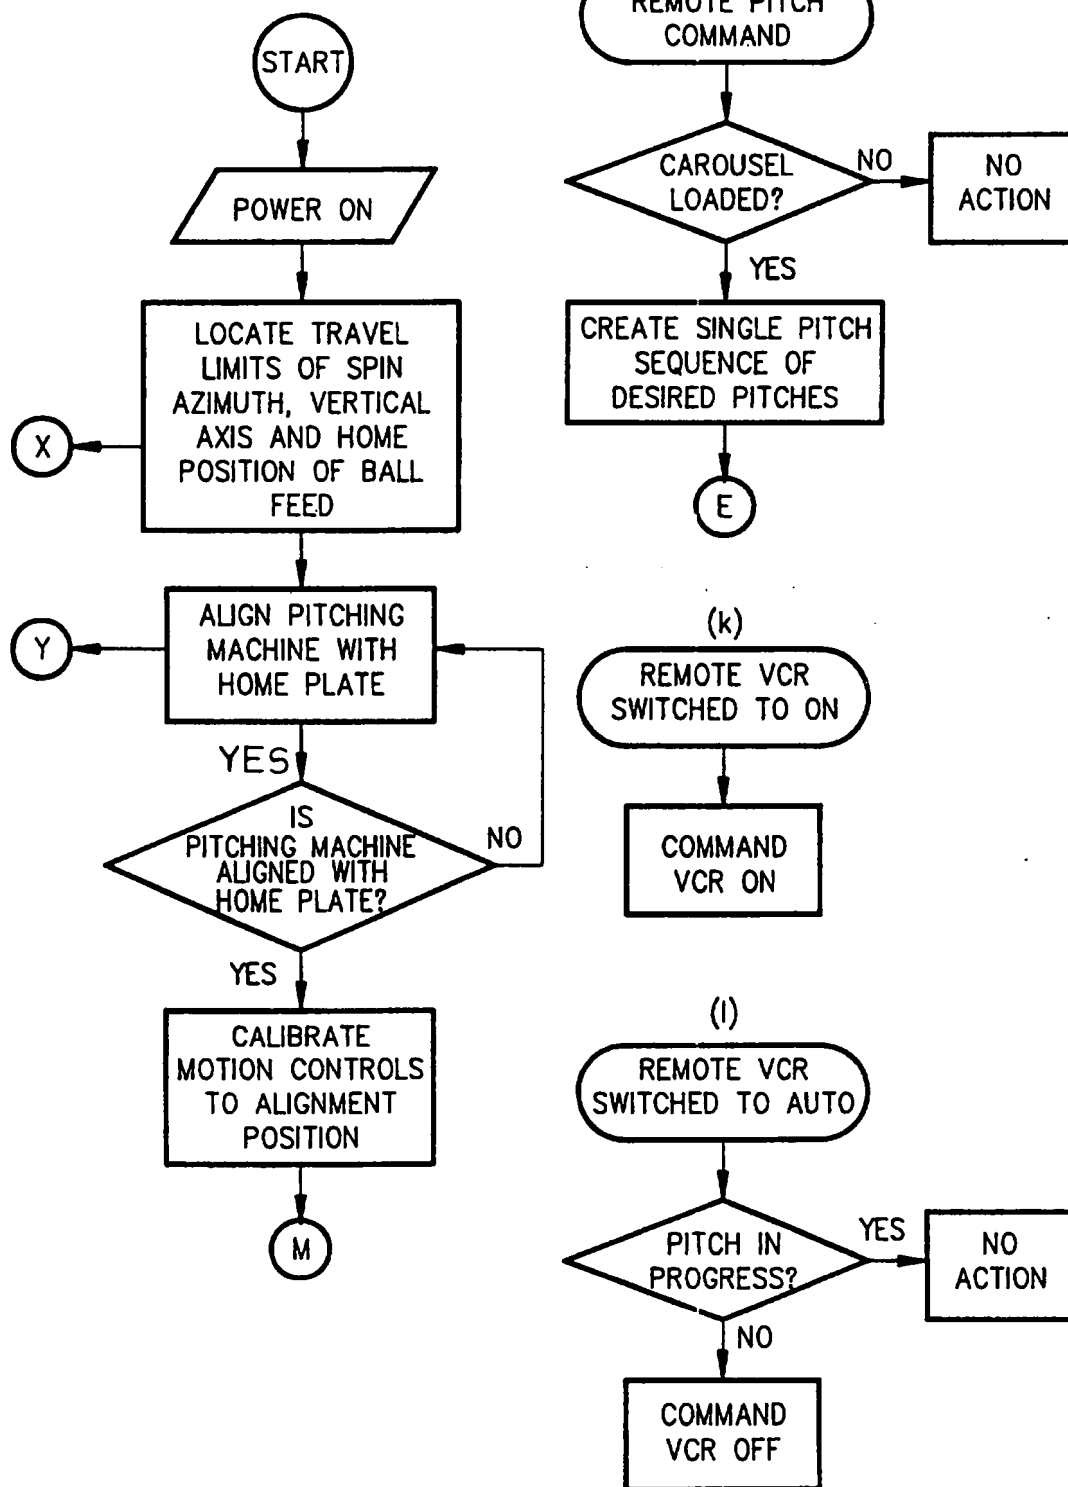 START
POWER ON
LOCATE TRAVEL
LIMITS OF SPIN
AZIMUTH, VERTICAL
AXIS AND HOME
POSITION OF BALL
FEED
X
ALIGN PITCHING
MACHINE WITH
HOME PLATE
Y
YES
IS
PITCHING MACHINE
ALIGNED WITH
HOME PLATE?
NO
YES
CALIBRATE
MOTION CONTROLS
TO ALIGNMENT
POSITION
M
REMOTE PITCH
COMMAND
CAROUSEL
LOADED?
NO
NO
ACTION
YES
CREATE SINGLE PITCH
SEQUENCE OF
DESIRED PITCHES
E
(k)
REMOTE VCR
SWITCHED TO ON
COMMAND
VCR ON
(l)
REMOTE VCR
SWITCHED TO AUTO
PITCH IN
PROGRESS?
YES
NO
ACTION
NO
COMMAND
VCR OFF